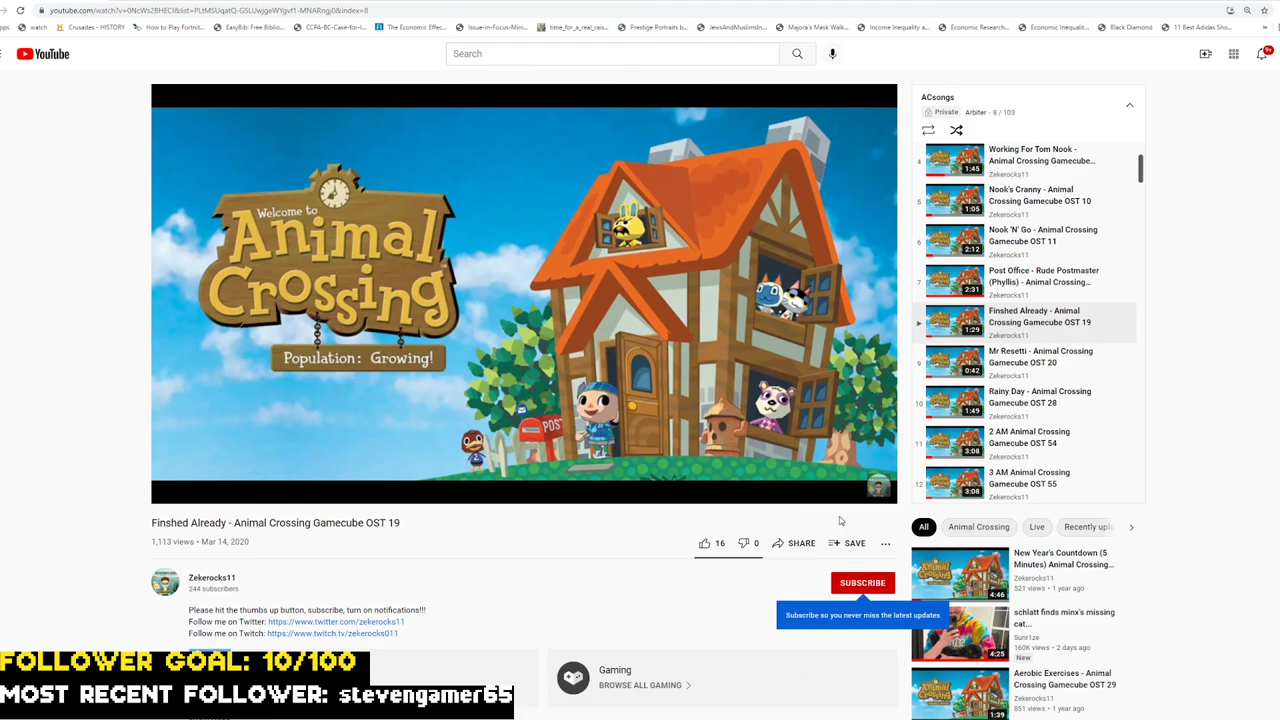 youtube.com/watch?v=0NcWs2BHECI&list=PLtM5UqatQ-GSLUwjgeWYgvf1-MNARngj0&index=8
watch
Crusades - HISTORY
How to Play Fortnit...
EasyBib: Free Biblio...
CCPA-BC-Case-for-I...
The Economic Effec...
Issue-in-Focus-Mini...
time_for_a_real_rais...
Prestige Portraits b...
JewsAndMuslimsIn...
Majora's Mask Walk...
Income Inequality a...
Economic Research...
Economic Inequalit...
Black Diamond
11 Best Adidas Sho...
YouTube
Search
9+
Welcome to
Animal
Crossing
Population: Growing!
POST
ACsongs
Private
Arbiter - 8 / 103
4
Working For Tom Nook -
Animal Crossing Gamecube...
Zekerocks11
1:45
5
Nook's Cranny - Animal
Crossing Gamecube OST 10
Zekerocks11
1:05
6
Nook 'N' Go - Animal Crossing
Gamecube OST 11
Zekerocks11
2:12
7
Post Office - Rude Postmaster
(Phyllis) - Animal Crossing...
Zekerocks11
2:31
Finshed Already - Animal
Crossing Gamecube OST 19
Zekerocks11
1:29
9
Mr Resetti - Animal Crossing
Gamecube OST 20
Zekerocks11
0:42
10
Rainy Day - Animal Crossing
Gamecube OST 28
Zekerocks11
1:49
11
2 AM Animal Crossing
Gamecube OST 54
Zekerocks11
3:08
12
3 AM Animal Crossing
Gamecube OST 55
Zekerocks11
3:08
Finshed Already - Animal Crossing Gamecube OST 19
1,113 views • Mar 14, 2020
16
0
SHARE
SAVE
Zekerocks11
244 subscribers
SUBSCRIBE
Subscribe so you never miss the latest updates
Please hit the thumbs up button, subscribe, turn on notifications!!!
Follow me on Twitter: https://www.twitter.com/zekerocks11
Follow me on Twitch: https://www.twitch.tv/zekerocks011
Gaming
BROWSE ALL GAMING
All
Animal Crossing
Live
Recently uplo
New Year's Countdown (5
Minutes) Animal Crossing...
Zekerocks11
521 views • 1 year ago
4:46
schlatt finds minx's missing
cat...
Sunr1ze
160K views • 2 days ago
New
4:25
Aerobic Exercises - Animal
Crossing Gamecube OST 29
Zekerocks11
851 views • 1 year ago
1:39
FOLLOWER GOAL: 10/100
MOST RECENT FOLLOWER: stevengamer65